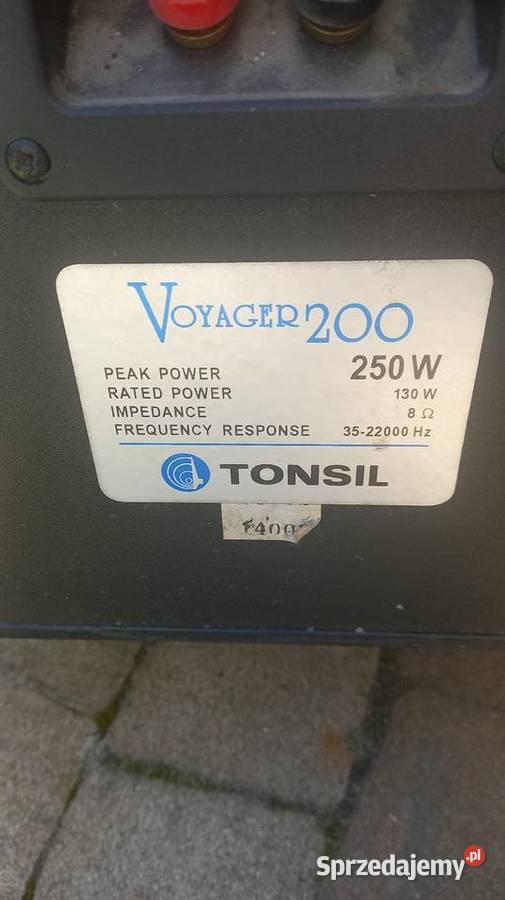 VOYAGER 200
PEAK POWER 250 W
RATED POWER 130 W
IMPEDANCE 8 Ω
FREQUENCY RESPONSE 35-22000 Hz
TONSIL
Sprzedajemy.pl